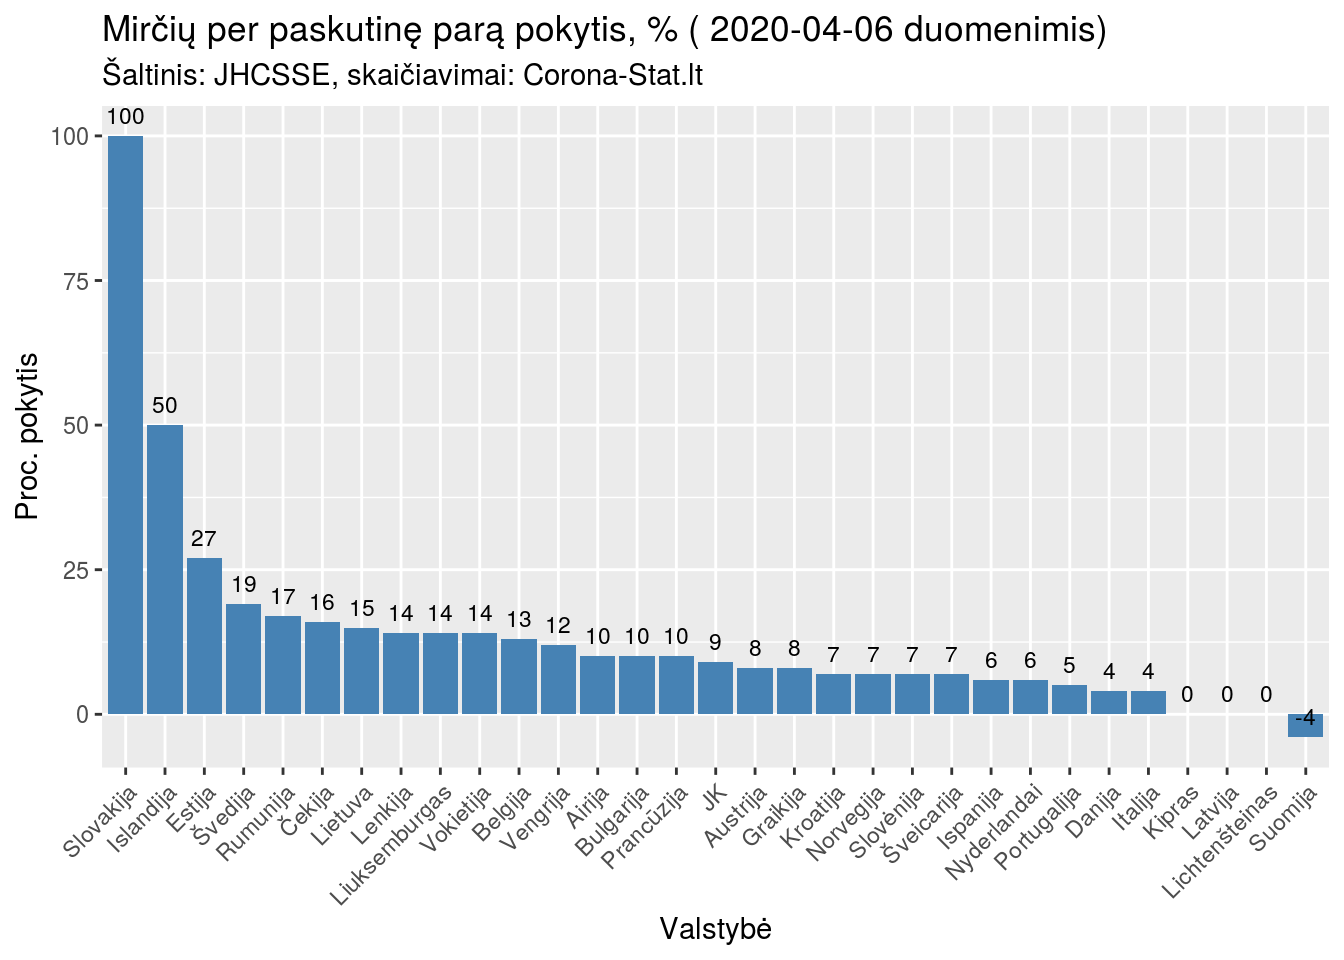 Mirčių per paskutinę parą pokytis, % ( 2020-04-06 duomenimis)
Šaltinis: JHCSSE, skaičiavimai: Corona-Stat.lt
Proc. pokytis
100
75
50
25
0
100
50
27
19
17
16
15
14
14
14
13
12
10
10
10
9
8
8
7
7
7
7
6
6
5
4
4
0
0
0
-4
Slovakija
Islandija
Estija
Švedija
Rumunija
Čekija
Lietuva
Lenkija
Liuksemburgas
Vokietija
Belgija
Vengrija
Airija
Bulgarija
Prancūzija
JK
Austrija
Graikija
Kroatija
Norvegija
Slovėnija
Šveicarija
Ispanija
Nyderlandai
Portugalija
Danija
Italija
Kipras
Latvija
Lichtenšteinas
Suomija
Valstybė